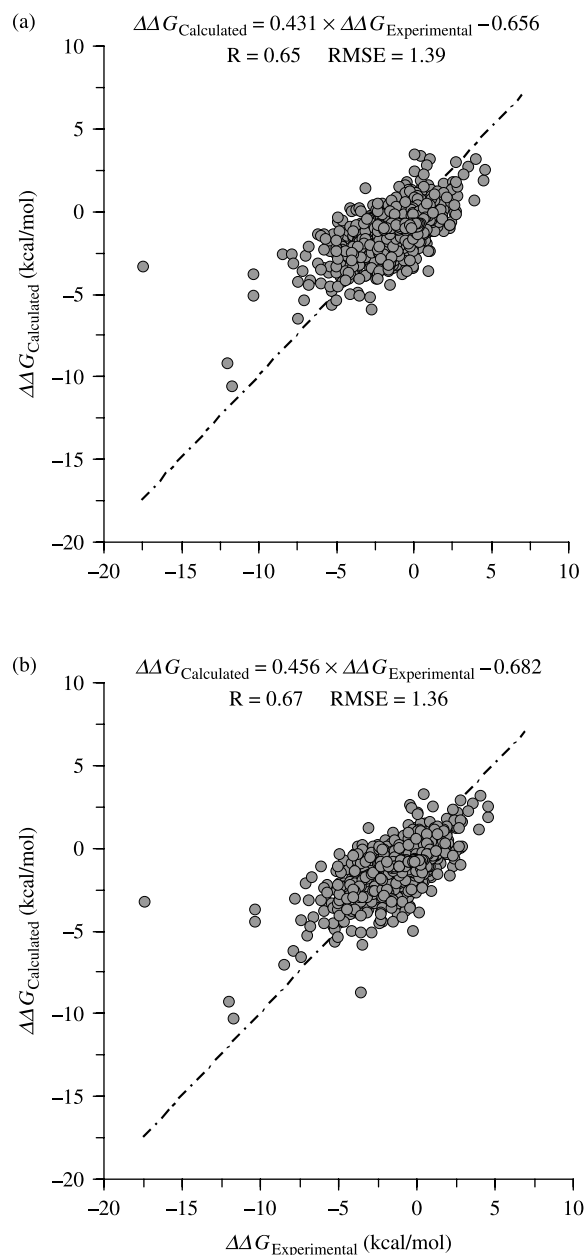 (a)
ΔΔG_Calculated = 0.431 × ΔΔG_Experimental −0.656
R = 0.65 RMSE = 1.39
10
5
0
−5
−10
−15
−20
ΔΔG_Calculated (kcal/mol)
−20 −15 −10 −5 0 5 10
(b)
ΔΔG_Calculated = 0.456 × ΔΔG_Experimental −0.682
R = 0.67 RMSE = 1.36
10
5
0
−5
−10
−15
−20
ΔΔG_Calculated (kcal/mol)
−20 −15 −10 −5 0 5 10
ΔΔG_Experimental (kcal/mol)